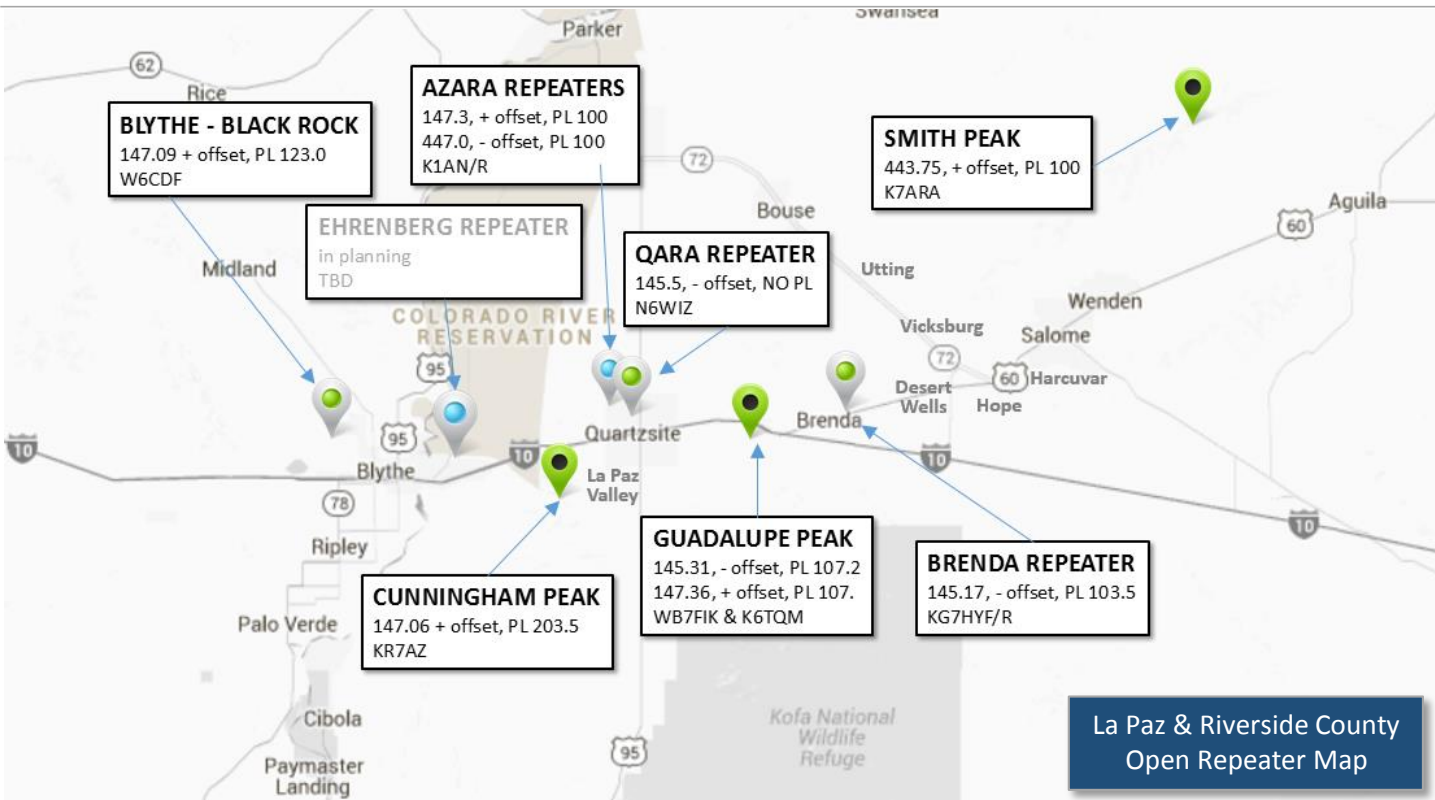 Swansea
Parker
62
Rice
AZARA REPEATERS
147.3, + offset, PL 100
447.0, - offset, PL 100
K1AN/R
BLYTHE - BLACK ROCK
147.09 + offset, PL 123.0
W6CDF
SMITH PEAK
443.75, + offset, PL 100
K7ARA
72
Bouse
Aguila
60
EHRENBERG REPEATER
in planning
TBD
QARA REPEATER
145.5, - offset, NO PL
N6WIZ
Midland
Utting
Wenden
COLORADO RIVER
RESERVATION
Vicksburg
Salome
95
72
60
Harcuvar
Desert
Wells
Hope
Brenda
Quartzsite
95
10
10
10
Blythe
La Paz
Valley
78
10
Ripley
GUADALUPE PEAK
145.31, - offset, PL 107.2
147.36, + offset, PL 107.
WB7FIK & K6TQM
BRENDA REPEATER
145.17, - offset, PL 103.5
KG7HYF/R
CUNNINGHAM PEAK
147.06 + offset, PL 203.5
KR7AZ
Palo Verde
Cibola
Kofa National
Wildlife
Refuge
95
Paymaster
Landing
La Paz & Riverside County
Open Repeater Map